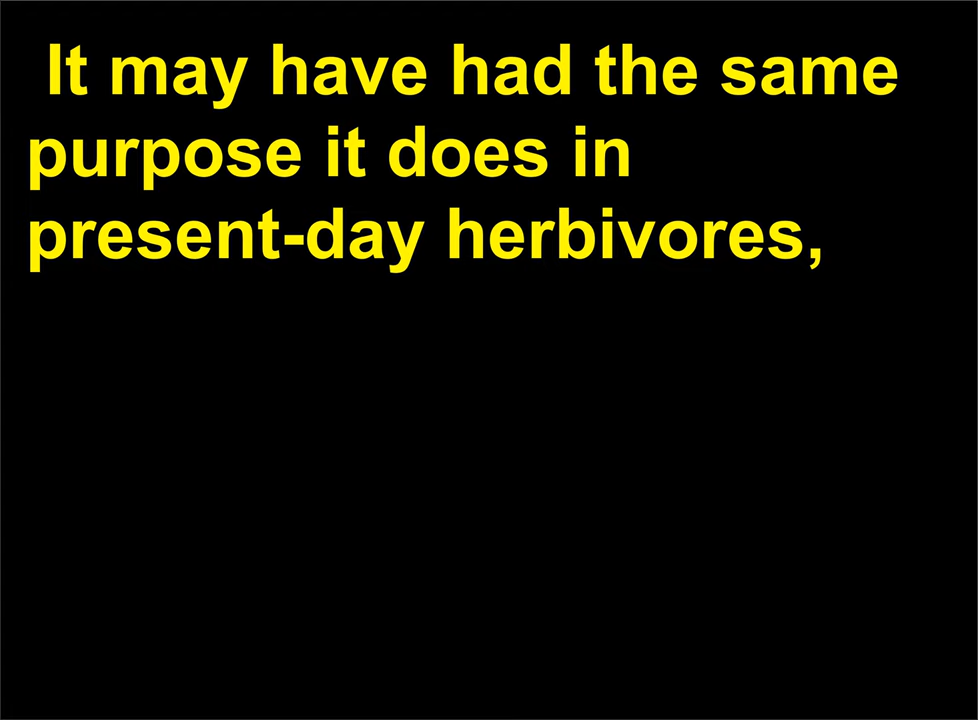 It may have had the same
purpose it does in
present-day herbivores,